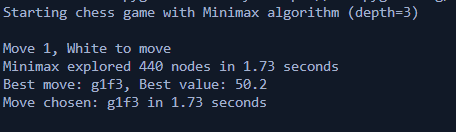 Starting chess game with Minimax algorithm (depth=3)
Move 1, White to move
Minimax explored 440 nodes in 1.73 seconds
Best move: g1f3, Best value: 50.2
Move chosen: g1f3 in 1.73 seconds